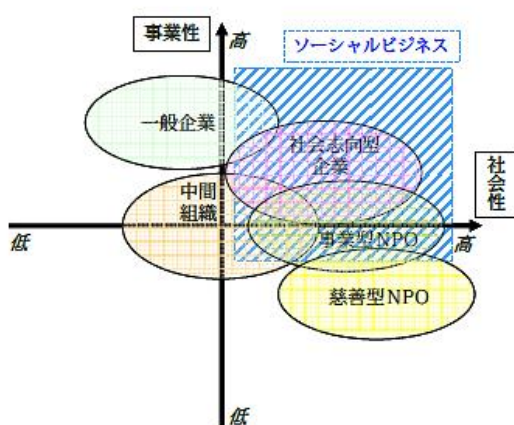 事業性
高
ソーシャルビジネス
一般企業
社会志向型
企業
社会性
中間
組織
低
事業型NPO
高
慈善型NPO
低